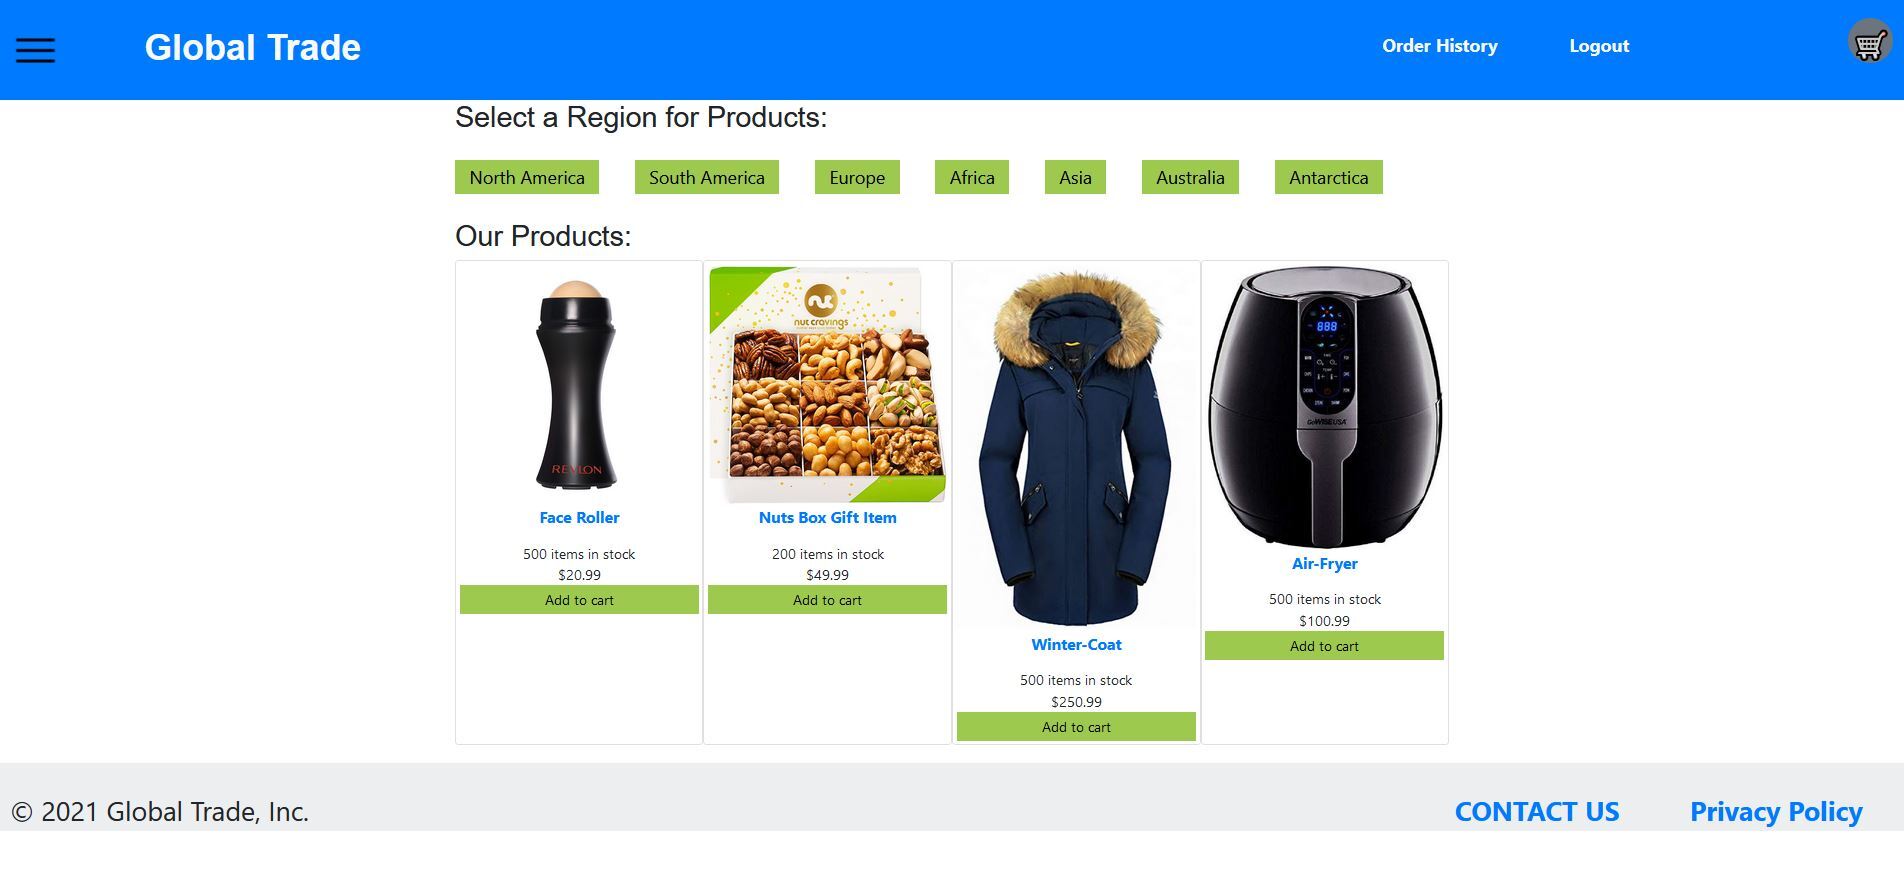 Global Trade
Order History
Logout
Select a Region for Products:
North America
South America
Europe
Africa
Asia
Australia
Antarctica
Our Products:
REVLON
Face Roller
500 items in stock
$20.99
Add to cart
nut cravings
Nuts Box Gift Item
200 items in stock
$49.99
Add to cart
Winter-Coat
500 items in stock
$250.99
Add to cart
888
GoWISE USA
Air-Fryer
500 items in stock
$100.99
Add to cart
© 2021 Global Trade, Inc.
CONTACT US
Privacy Policy